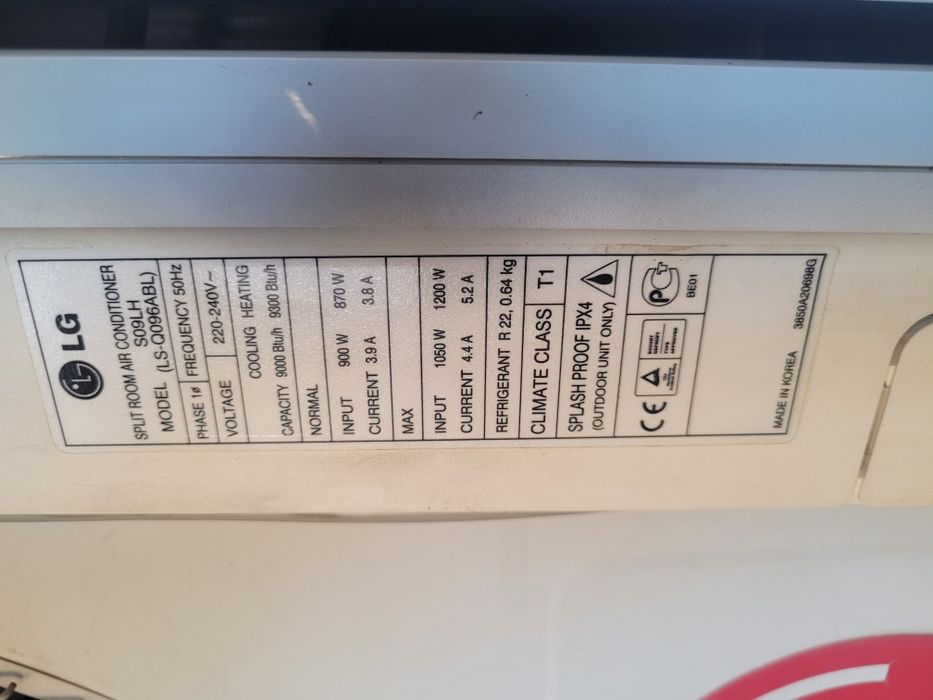 LG
SPLIT ROOM AIR CONDITIONER
S09LH
MODEL (LS-Q096ABL)
PHASE 1ø FREQUENCY 50Hz
VOLTAGE 220-240V~
COOLING HEATING
CAPACITY 9000 Btu/h 9300 Btu/h
NORMAL
INPUT 900 W 870 W
CURRENT 3.9 A 3.8 A
MAX
INPUT 1050 W 1200 W
CURRENT 4.4 A 5.2 A
REFRIGERANT R 22, 0.64 kg
CLIMATE CLASS T1
SPLASH PROOF IPX4
(OUTDOOR UNIT ONLY)
CE
BE01
MADE IN KOREA 3850A20698G